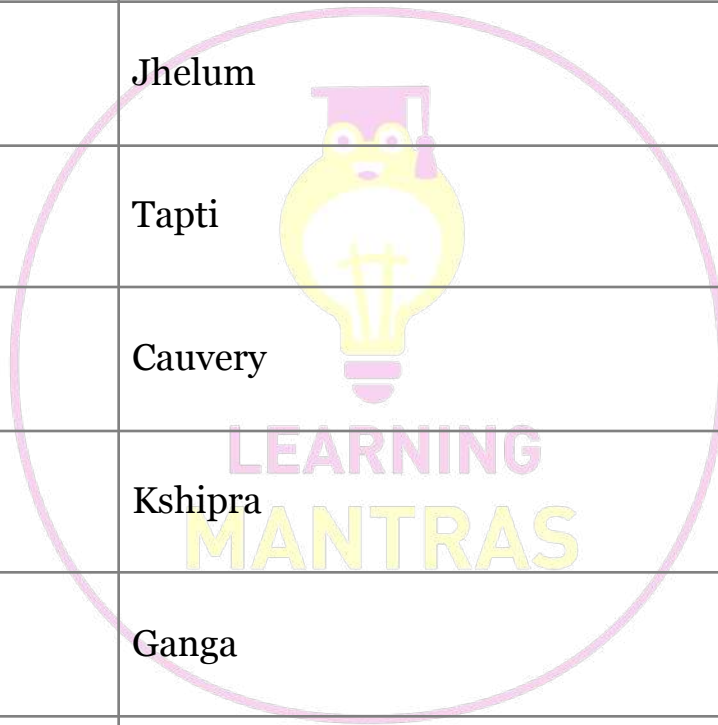 Jhelum
Tapti
Cauvery
LEARNING
Kshipra
MANTRAS
Ganga